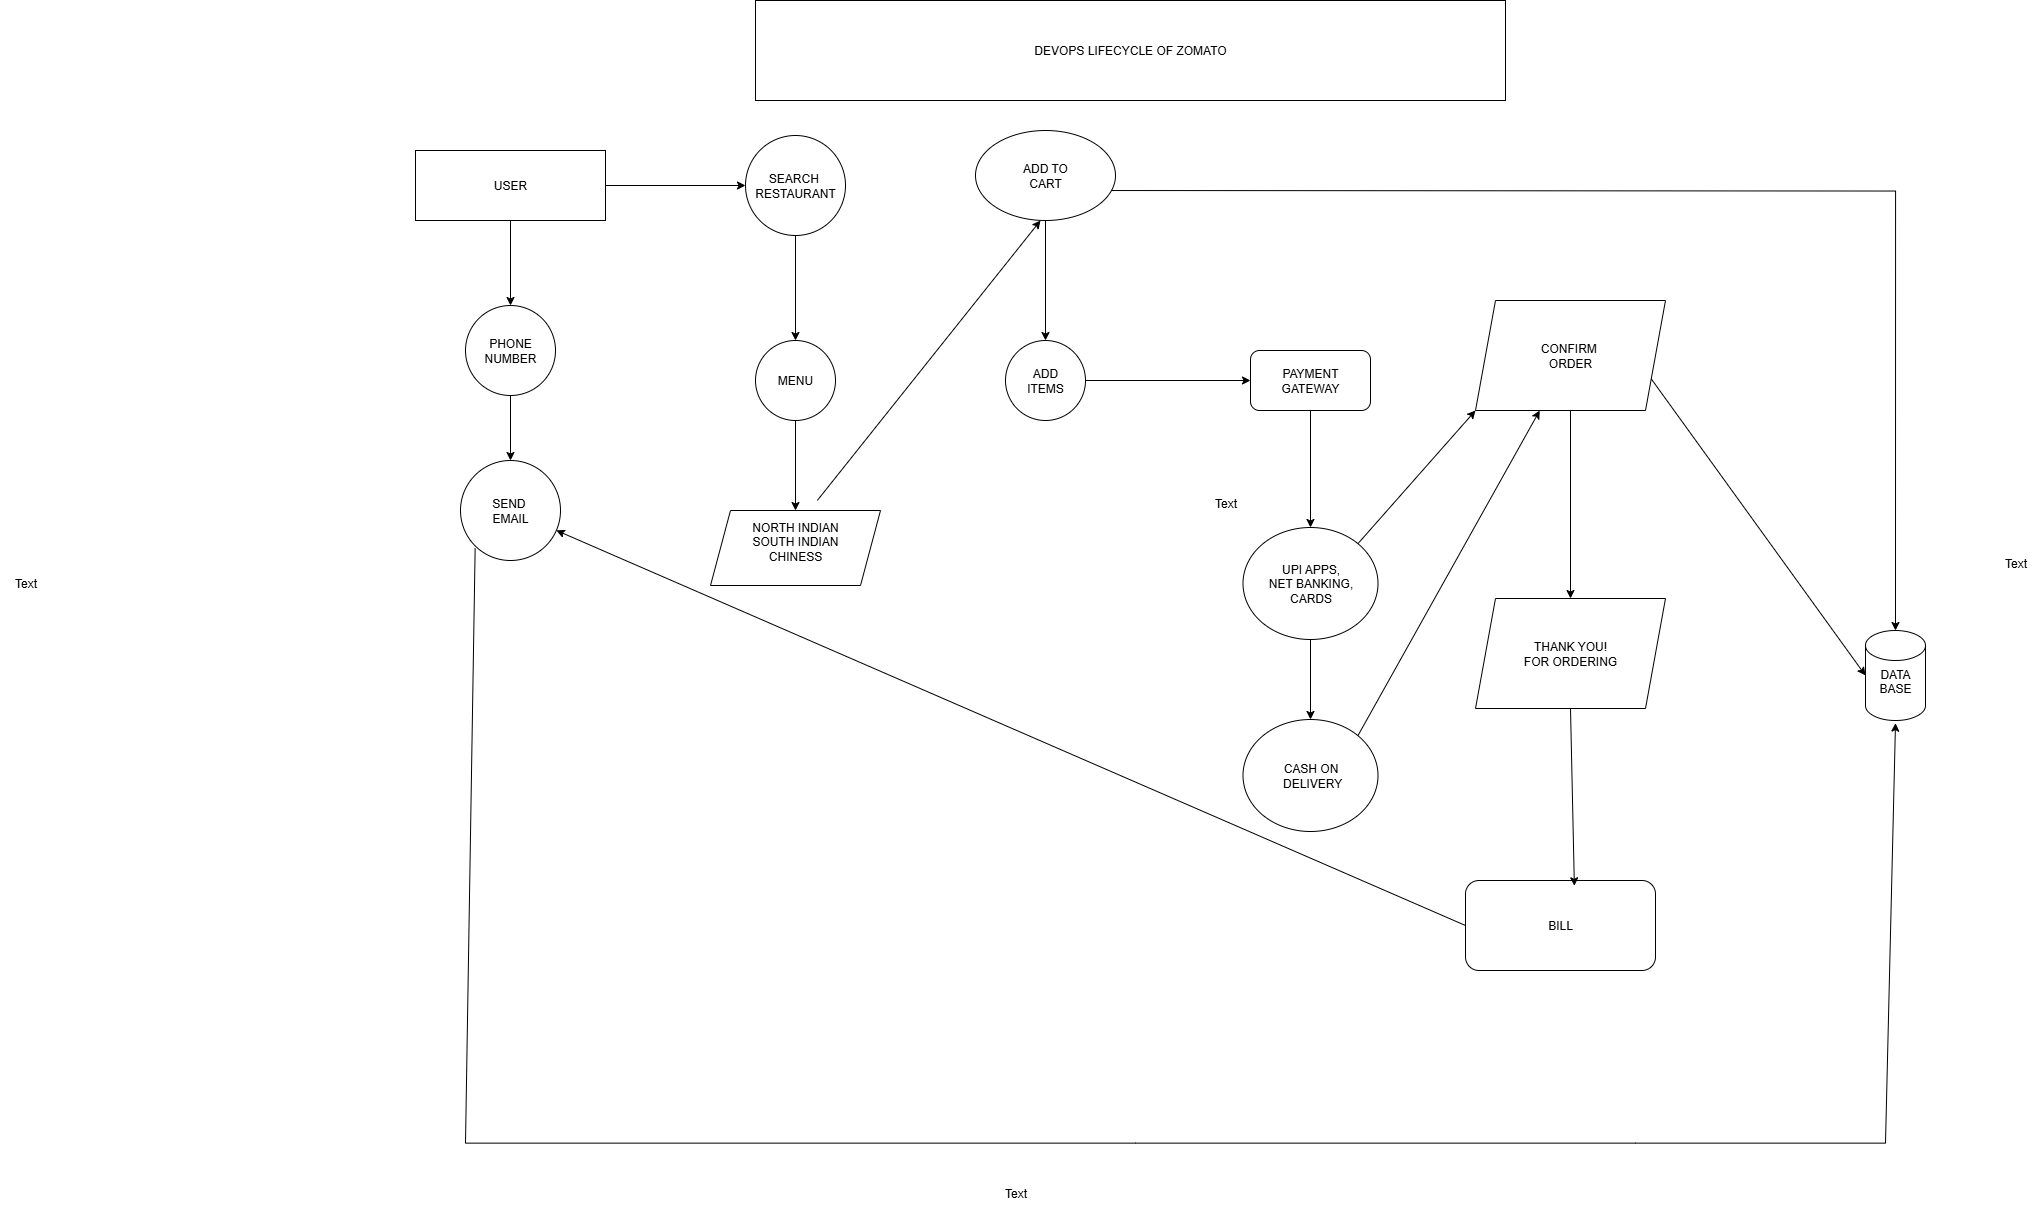 DEVOPS LIFECYCLE OF ZOMATO
USER
SEARCH
RESTAURANT
ADD TO
CART
PHONE
NUMBER
MENU
ADD
ITEMS
PAYMENT
GATEWAY
CONFIRM
ORDER
SEND
EMAIL
NORTH INDIAN
SOUTH INDIAN
CHINESS
Text
UPI APPS,
NET BANKING,
CARDS
Text
Text
THANK YOU!
FOR ORDERING
DATA
BASE
CASH ON
DELIVERY
BILL
Text